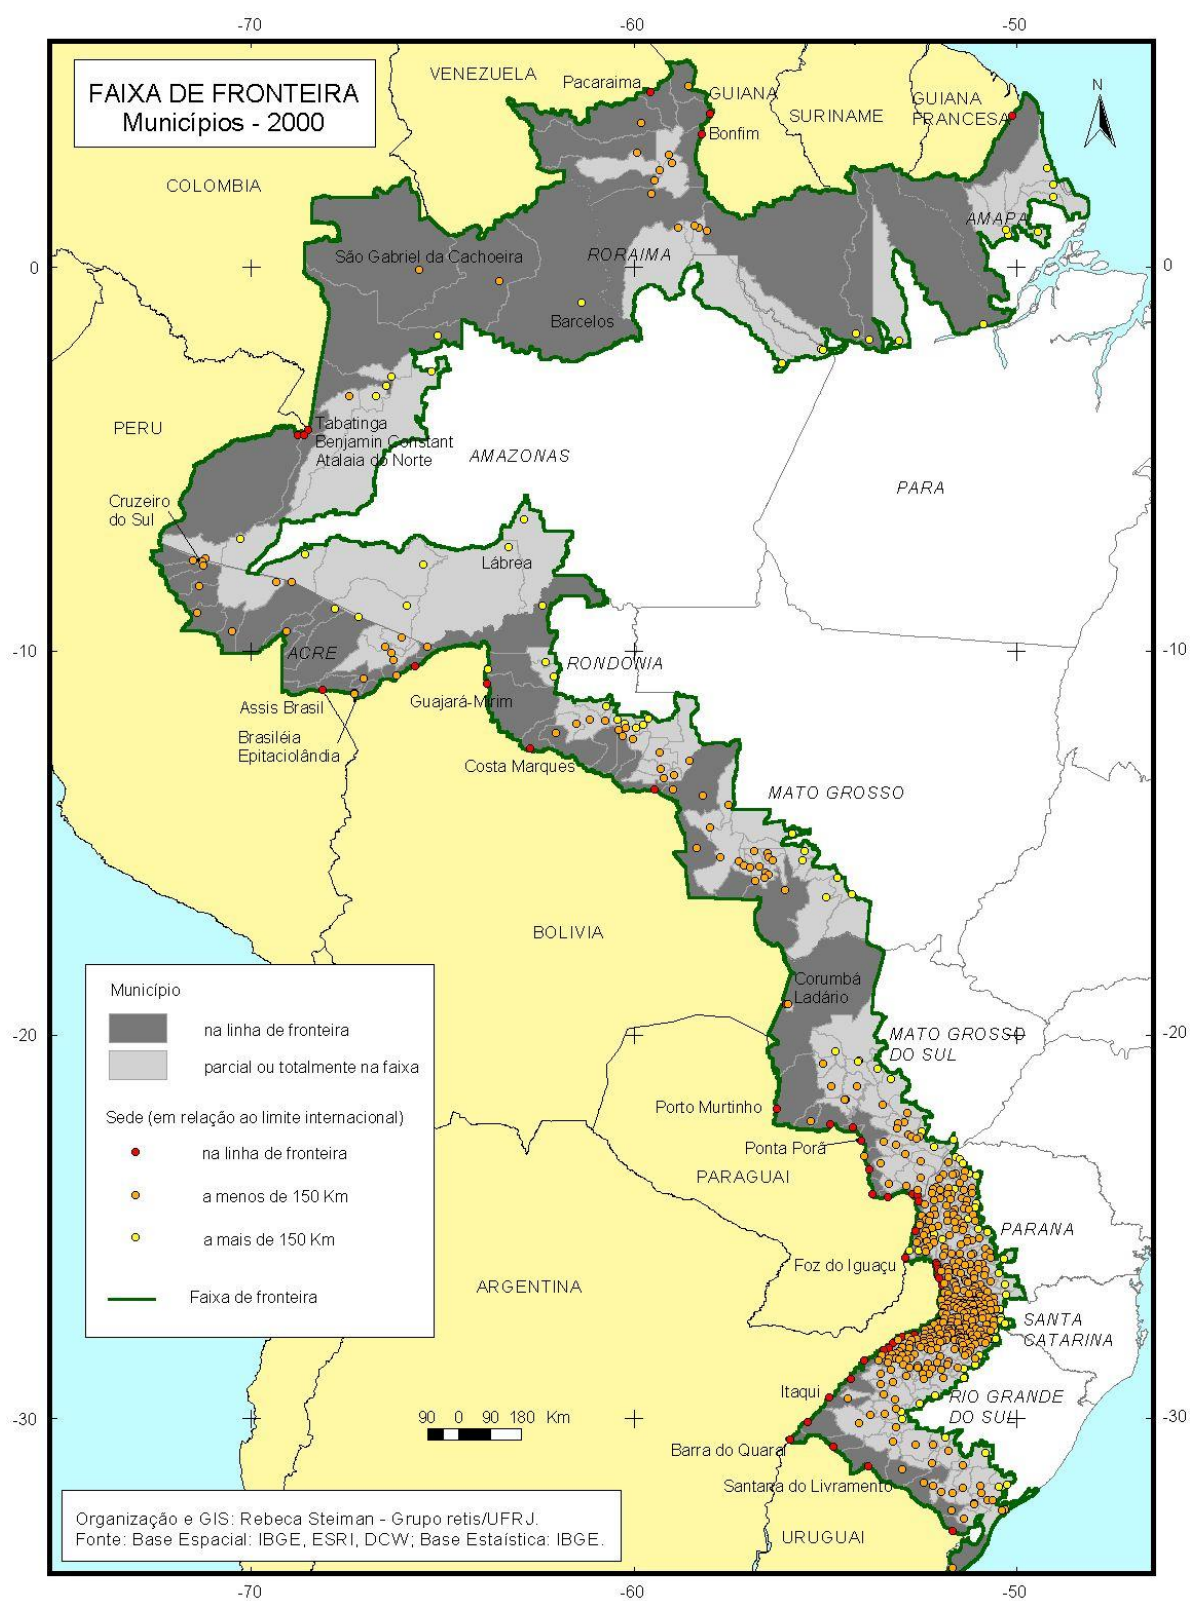 -70
-60
-50
FAIXA DE FRONTEIRA
Municípios - 2000
VENEZUELA
Pacaraima
GUIANA
SURINAME
GUIANA
FRANCESA
N
Bonfim
COLOMBIA
AMAPA
São Gabriel da Cachoeira
RORAIMA
0
0
Barcelos
PERU
Tabatinga
Benjamin Constant
Atalaia do Norte
AMAZONAS
PARA
Cruzeiro
do Sul
Lábrea
-10
ACRE
RONDONIA
-10
Assis Brasil
Guajará-Mirim
Brasiléia
Epitaciolândia
Costa Marques
MATO GROSSO
BOLIVIA
Corumbá
Ladário
Município
na linha de fronteira
parcial ou totalmente na faixa
Sede (em relação ao limite internacional)
na linha de fronteira
a menos de 150 Km
a mais de 150 Km
Faixa de fronteira
-20
MATO GROSSO
DO SUL
-20
Porto Murtinho
Ponta Porã
PARAGUAI
PARANA
Foz do Iguaçu
ARGENTINA
SANTA
CATARINA
Itaqui
RIO GRANDE
DO SUL
-30
90 0 90 180 Km
-30
Barra do Quaraí
Santana do Livramento
URUGUAI
Organização e GIS: Rebeca Steiman - Grupo retis/UFRJ.
Fonte: Base Espacial: IBGE, ESRI, DCW; Base Estaística: IBGE.
-70
-60
-50